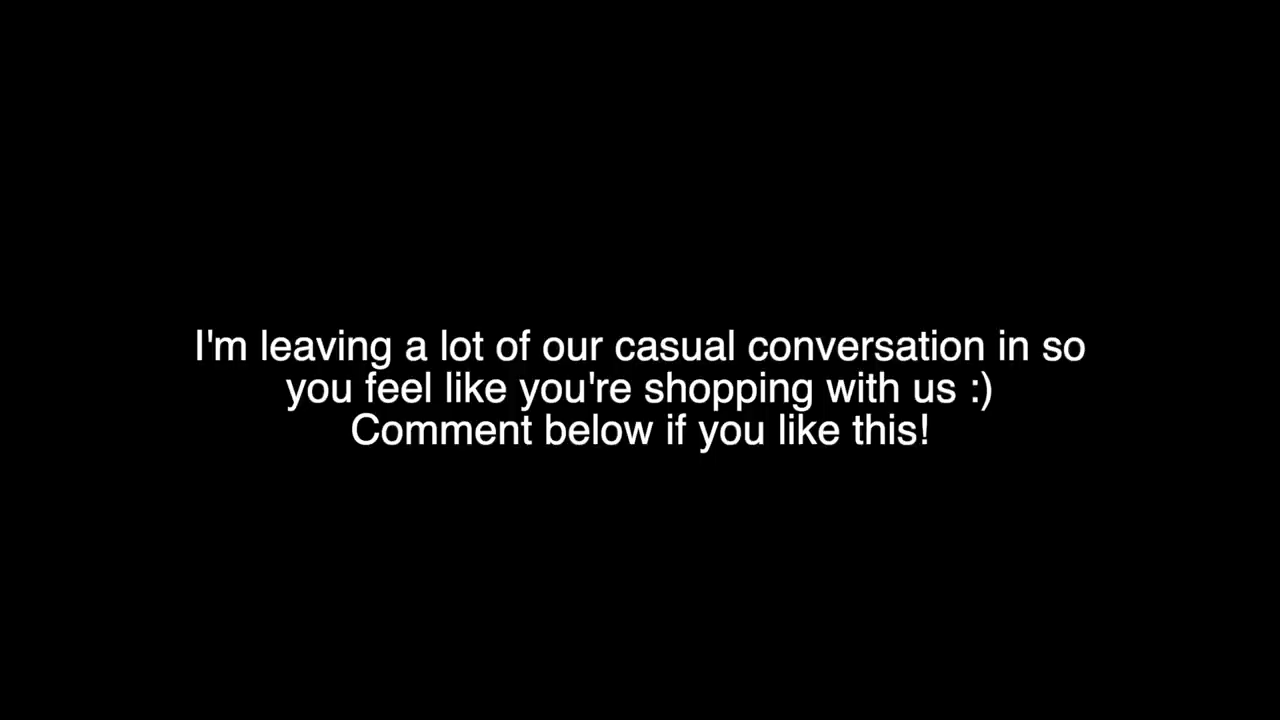 I'm leaving a lot of our casual conversation in so
you feel like you're shopping with us :)
Comment below if you like this!